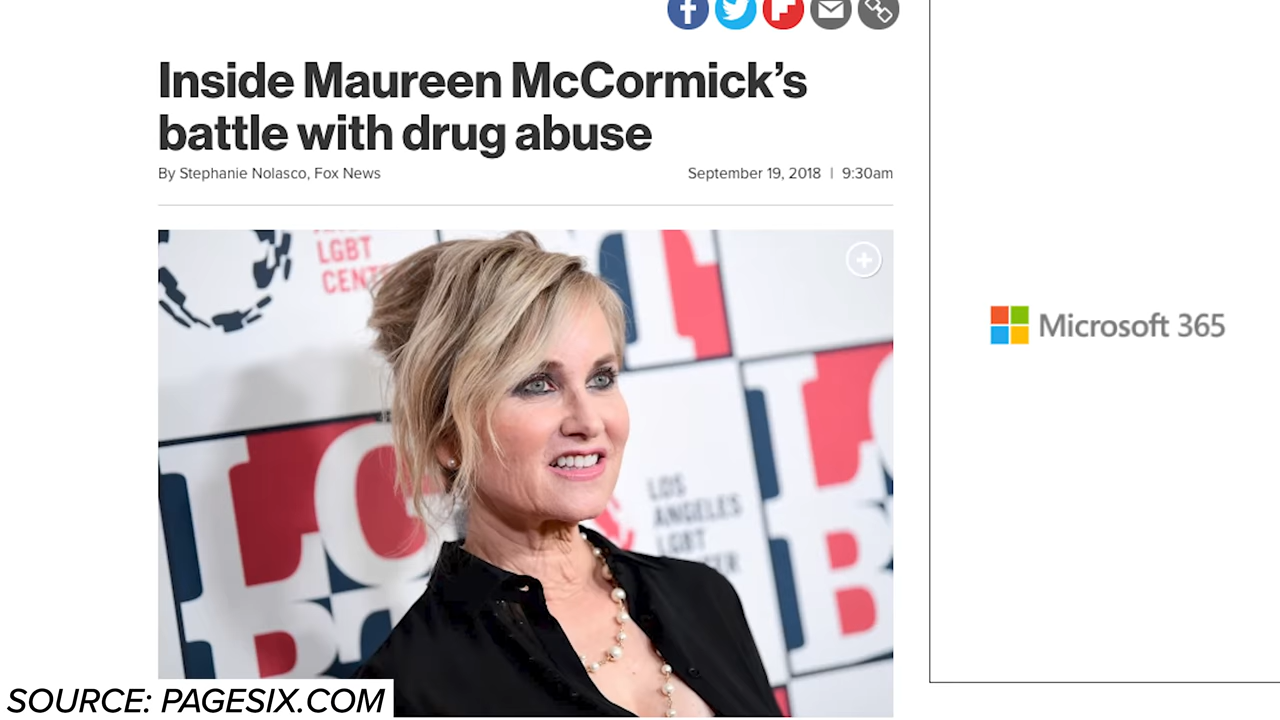 Inside Maureen McCormick’s
battle with drug abuse
By Stephanie Nolasco, Fox News
September 19, 2018 | 9:30am
LGBT
LOS
ANGELES
LGBT
Microsoft 365
SOURCE: PAGESIX.COM